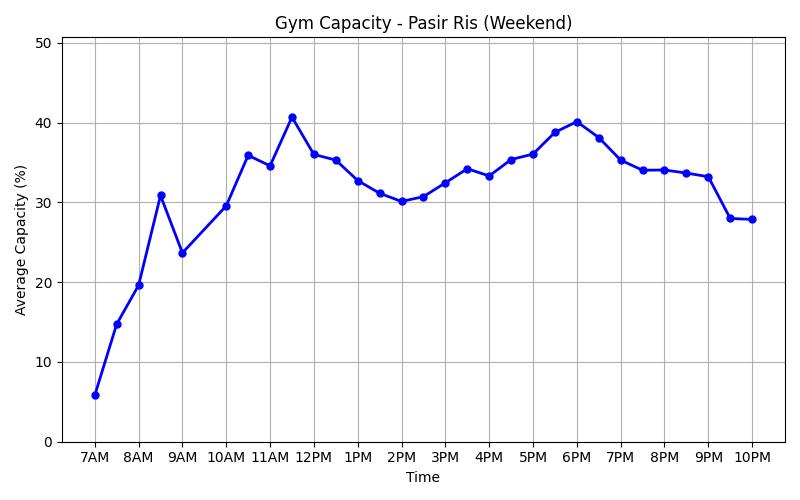 Gym Capacity - Pasir Ris (Weekend)
50
40
30
20
10
0
Average Capacity (%)
7AM 8AM 9AM 10AM 11AM 12PM 1PM 2PM 3PM 4PM 5PM 6PM 7PM 8PM 9PM 10PM
Time